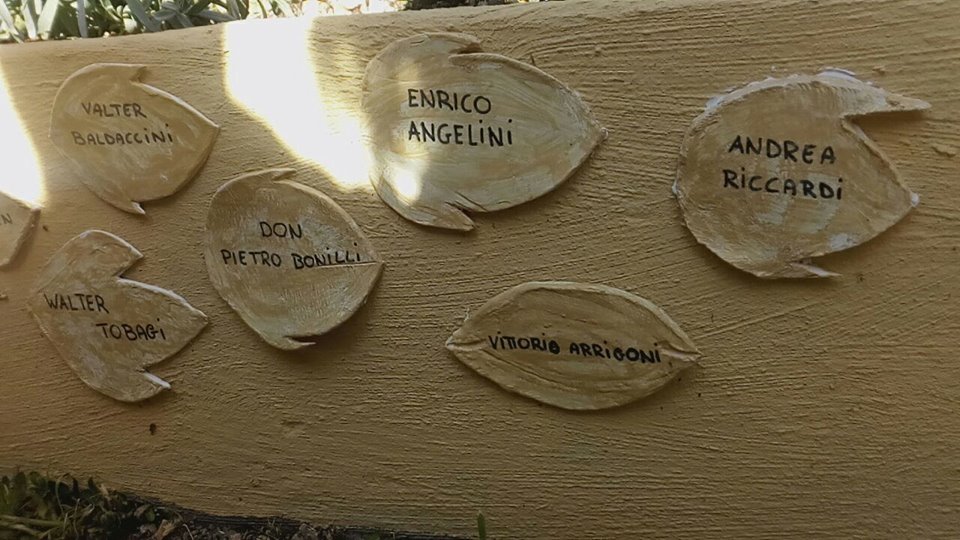 VALTER
BALDACCINI
ENRICO
ANGELINI
ANDREA
RICCARDI
DON
PIETRO BONILLI
WALTER
TOBAGI
VITTORIO ARRIGONI